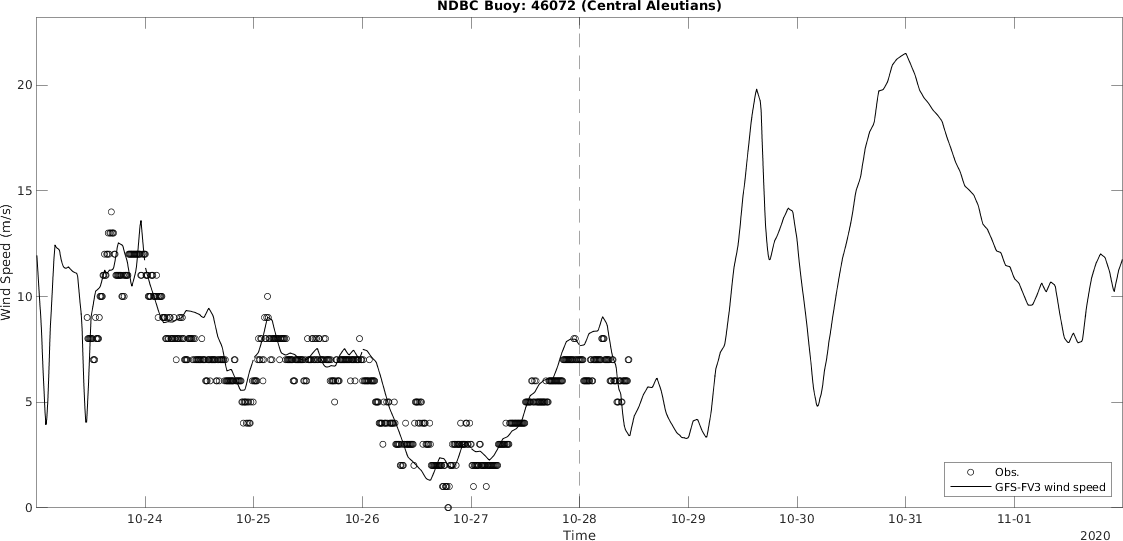 NDBC Buoy: 46072 (Central Aleutians)
20
15
10
5
0
Wind Speed (m/s)
10-24 10-25 10-26 10-27 10-28 10-29 10-30 10-31 11-01
Time
2020
Obs.
GFS-FV3 wind speed